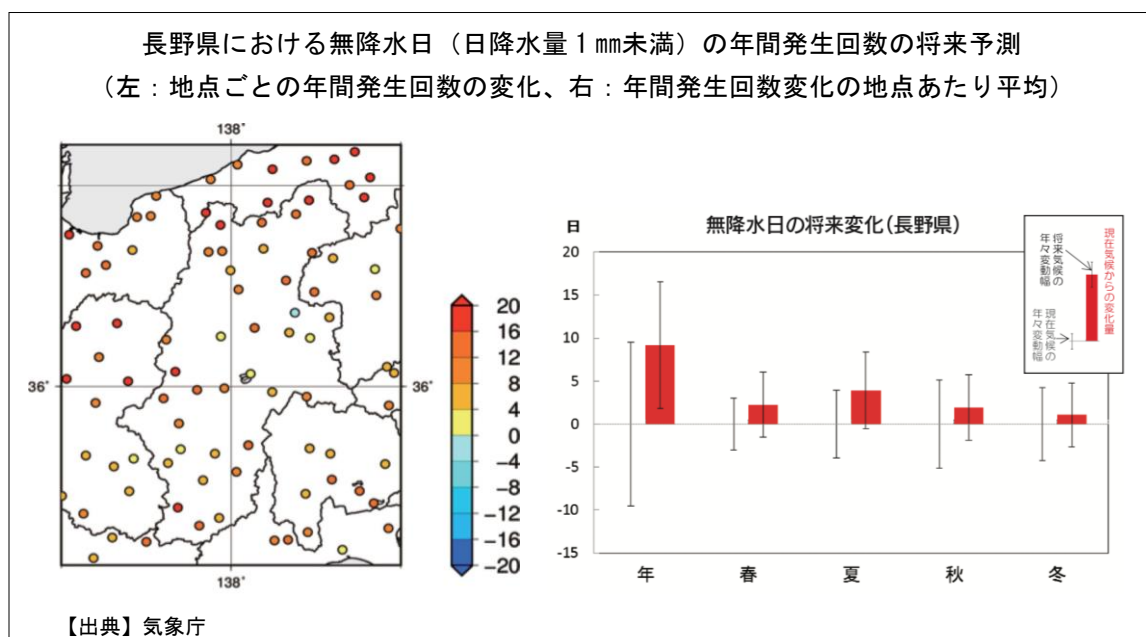 長野県における無降水日（日降水量１㎜未満）の年間発生回数の将来予測
（左：地点ごとの年間発生回数の変化、右：年間発生回数変化の地点あたり平均）
138°
36°
36°
138°
20
16
12
8
4
0
-4
-8
-12
-16
-20
日
無降水日の将来変化(長野県)
20
15
10
5
0
-5
-10
-15
年
春
夏
秋
冬
現在気候からの変化量
将来気候の
年々変動幅
現在気候の
年々変動幅
【出典】気象庁